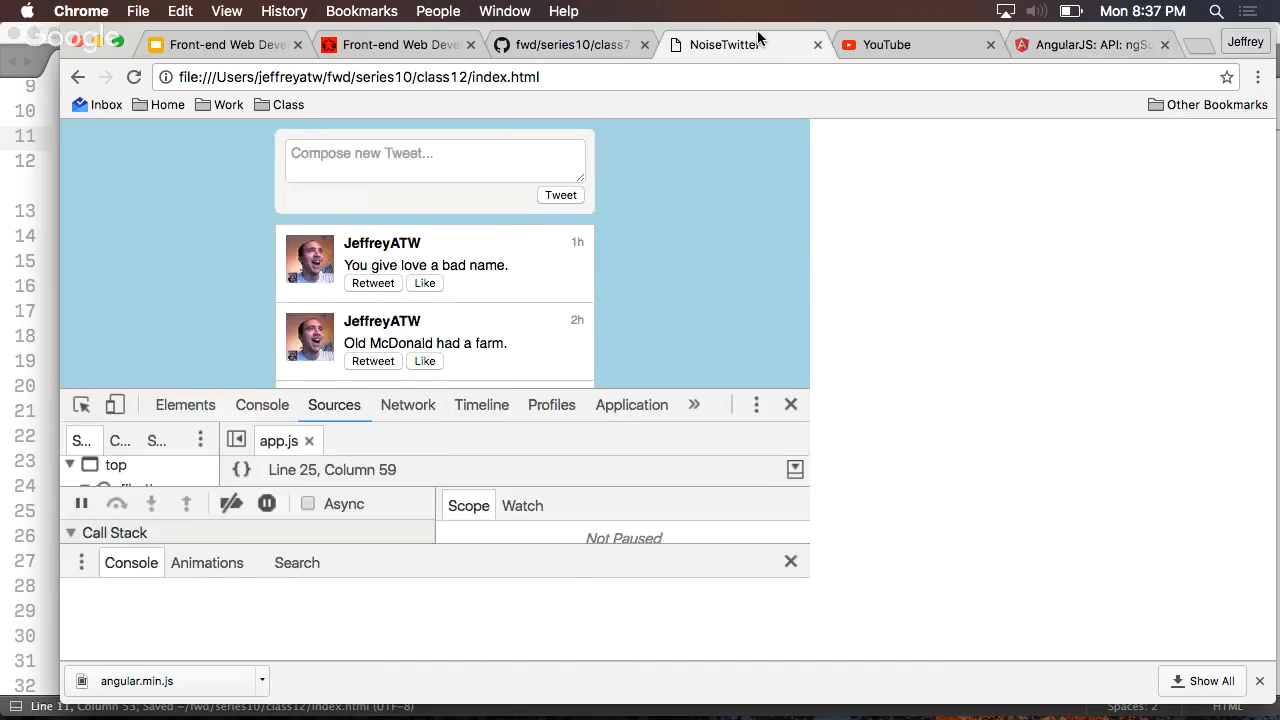 Chrome File Edit View History Bookmarks People Window Help Mon 8:37 PM
Google
Front-end Web Deve Front-end Web Deve fwd/series10/class7 NoiseTwitter YouTube AngularJS: API: ngSu Jeffrey
file:///Users/jeffreyatw/fwd/series10/class12/index.html
Inbox Home Work Class Other Bookmarks
9
10
11
12
13
14
15
16
17
18
19
20
21
22
23
24
25
26
27
28
29
30
31
32
Compose new Tweet...
Tweet
JeffreyATW 1h
You give love a bad name.
Retweet Like
JeffreyATW 2h
Old McDonald had a farm.
Retweet Like
Elements Console Sources Network Timeline Profiles Application »
S... C... S... app.js
top {} Line 25, Column 59
Async Scope Watch
Call Stack Not Paused
Console Animations Search
angular.min.js Show All
Line 11, Column 53; Saved ~/fwd/series10/class12/index.html (UTF-8) Spaces: 2 HTML